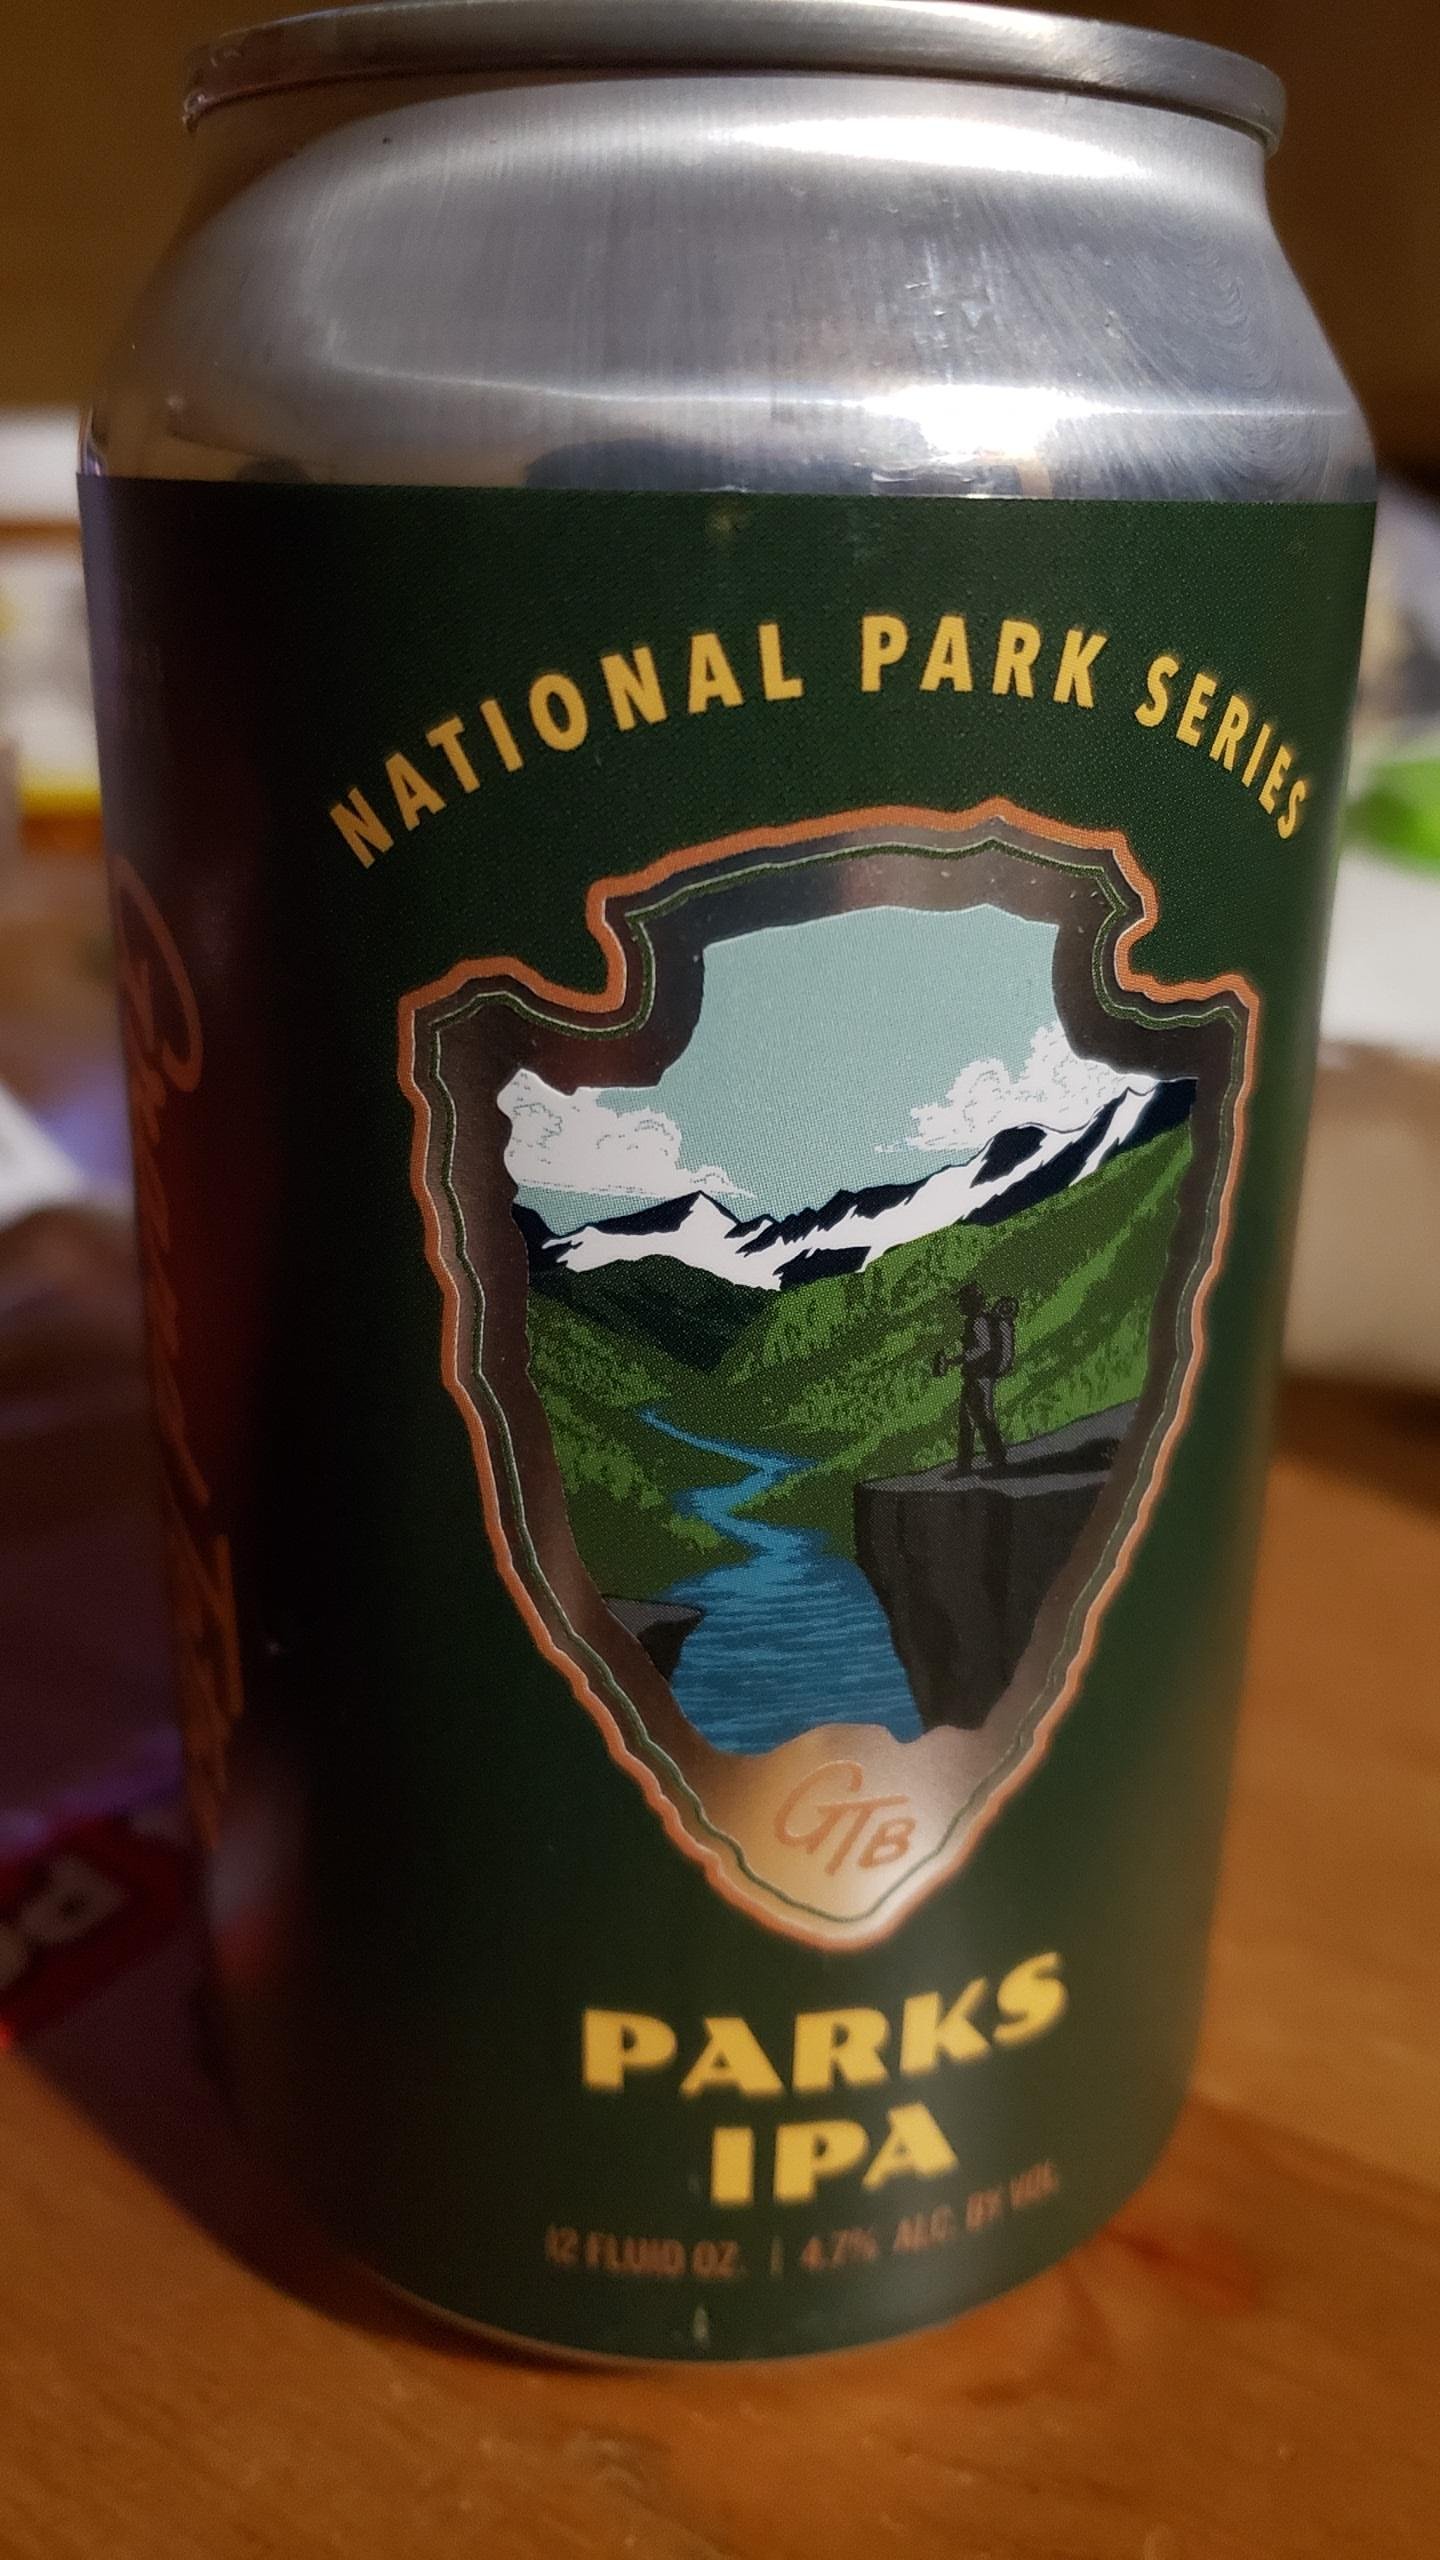 NATIONAL PARK SERIES
GTB
PARKS
IPA
12 FLUID OZ. | 4.7% ALC. BY VOL.